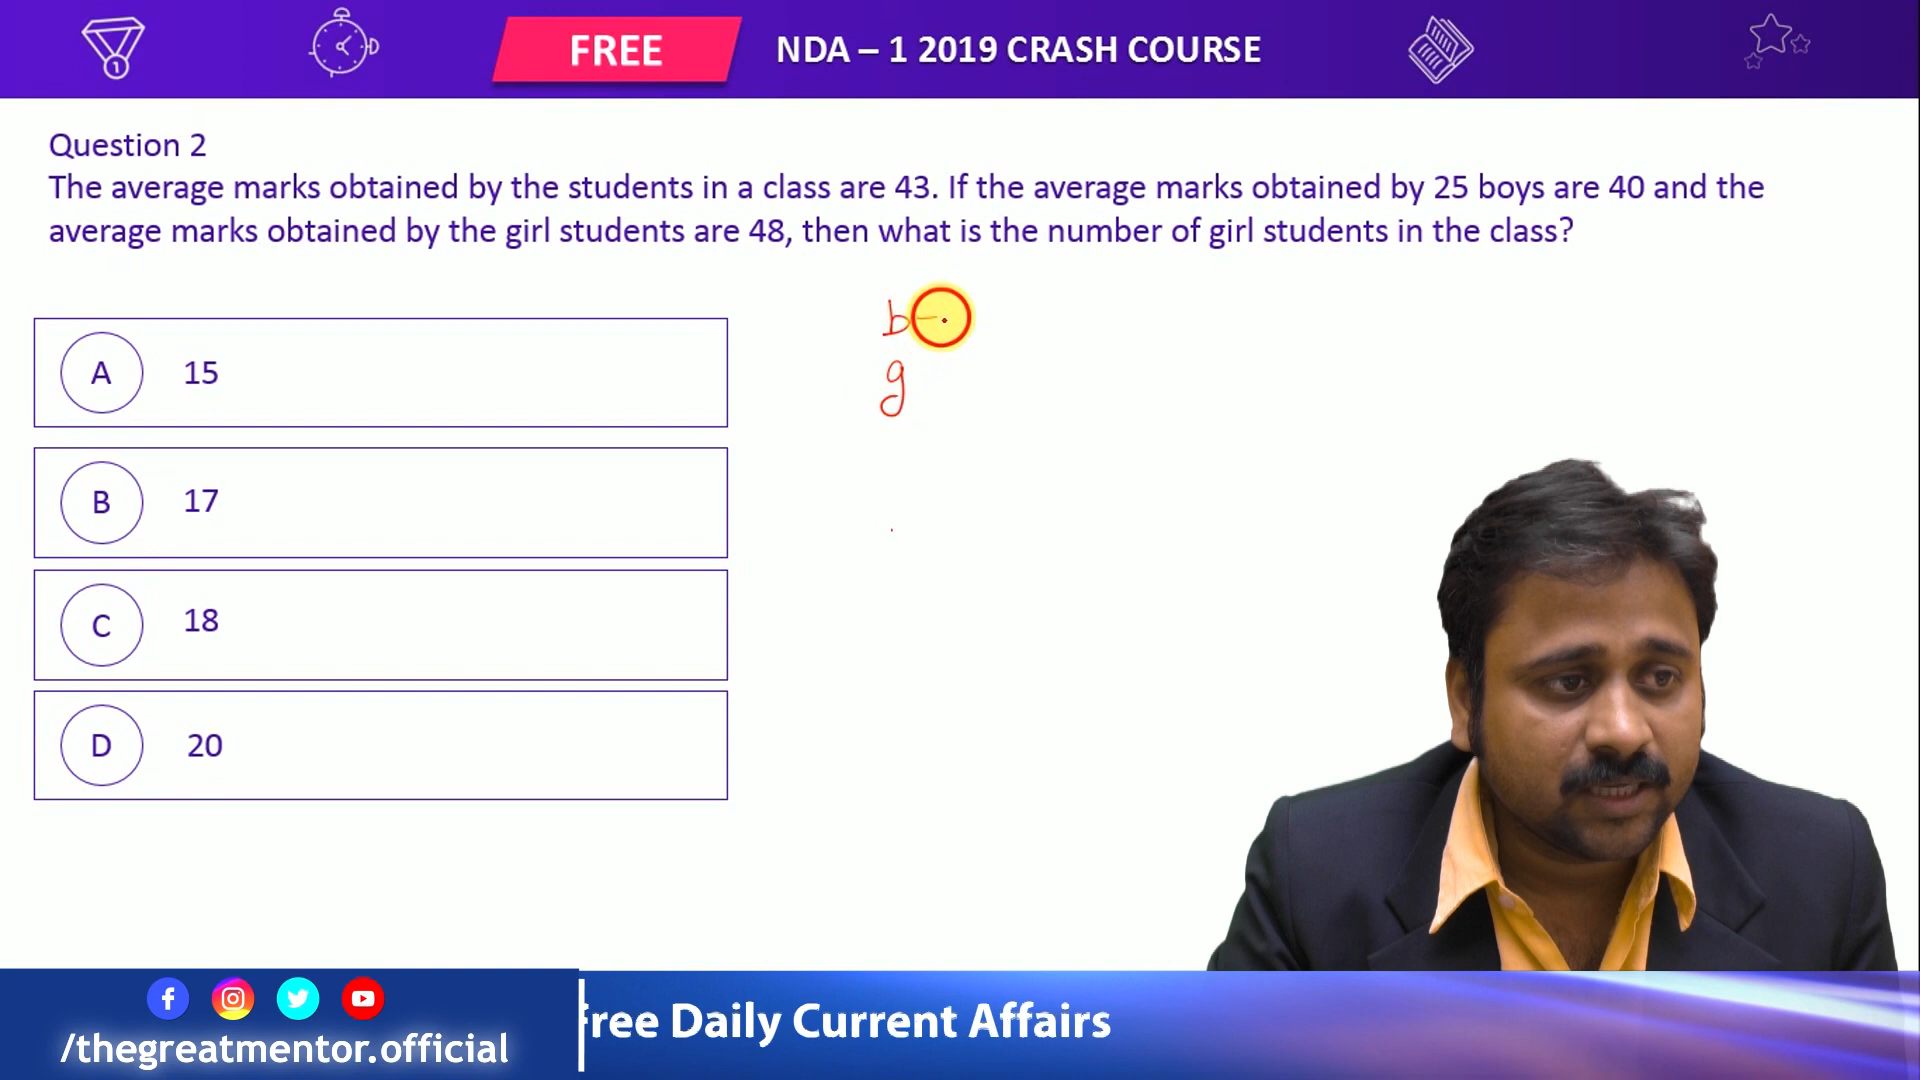 FREE
NDA – 1 2019 CRASH COURSE
Question 2
The average marks obtained by the students in a class are 43. If the average marks obtained by 25 boys are 40 and the
average marks obtained by the girl students are 48, then what is the number of girl students in the class?
b -
g
A 15
B 17
C 18
D 20
/thegreatmentor.official
Free Daily Current Affairs